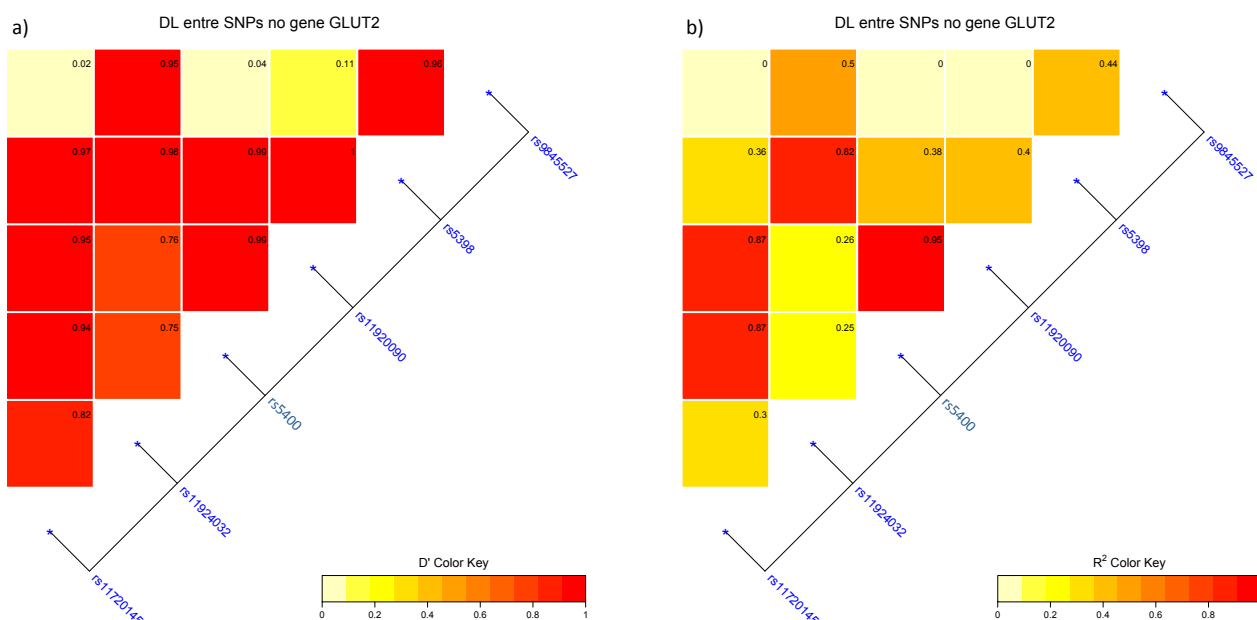 a)
DL entre SNPs no gene GLUT2
0.02 0.95 0.04 0.11 0.96
0.97 0.98 0.99 1
0.95 0.76 0.99
0.94 0.75
0.82
rs9845527
rs5398
rs11920090
rs5400
rs11924032
rs11720145
D' Color Key
0 0.2 0.4 0.6 0.8 1
b)
DL entre SNPs no gene GLUT2
0 0.5 0 0 0.44
0.36 0.82 0.38 0.4
0.87 0.26 0.95
0.87 0.25
0.3
rs9845527
rs5398
rs11920090
rs5400
rs11924032
rs11720145
R² Color Key
0 0.2 0.4 0.6 0.8